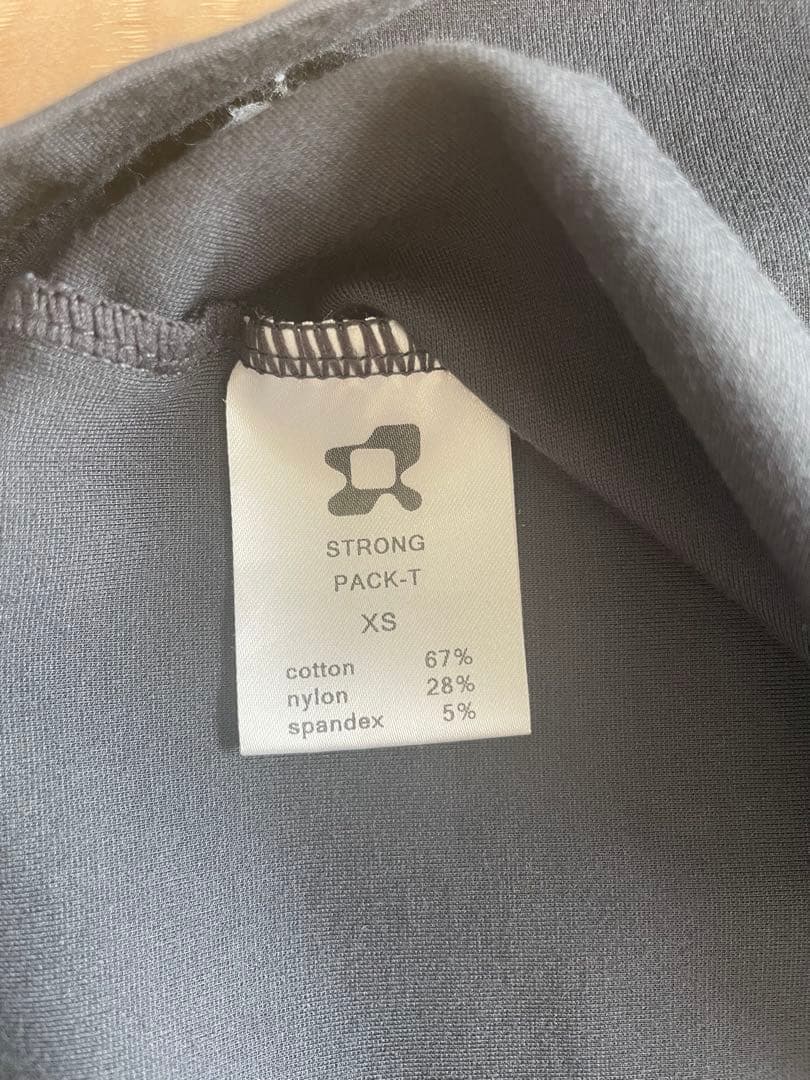 STRONG
PACK-T
XS
cotton 67%
nylon 28%
spandex 5%